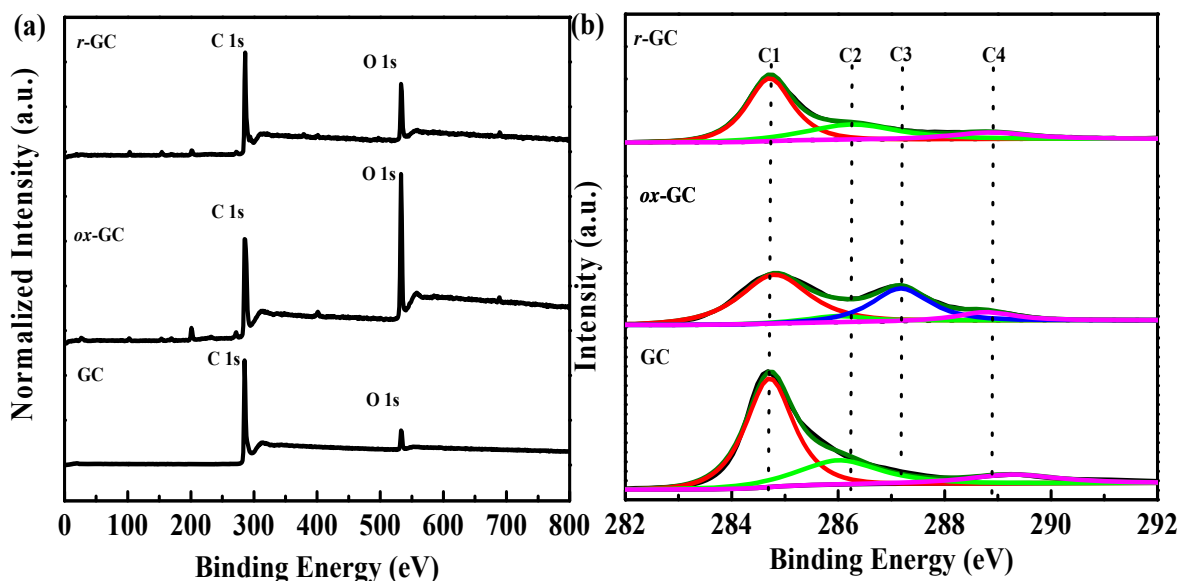 (a)
r-GC
C 1s
O 1s
ox-GC
C 1s
O 1s
GC
C 1s
O 1s
Normalized Intensity (a.u.)
0 100 200 300 400 500 600 700 800
Binding Energy (eV)
(b)
r-GC
C1 C2 C3 C4
ox-GC
GC
Intensity (a.u.)
282 284 286 288 290 292
Binding Energy (eV)